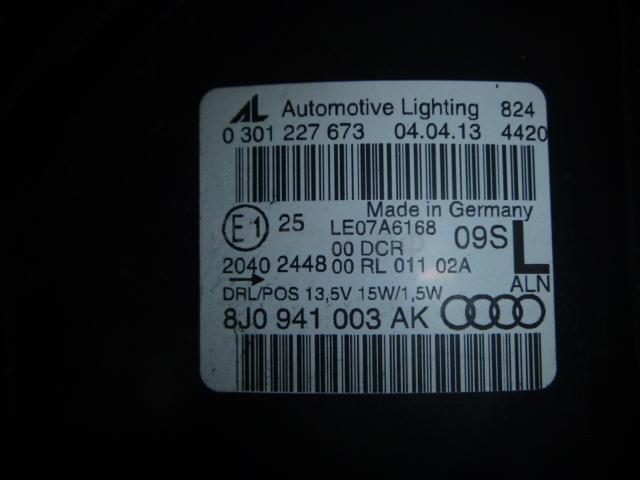 AL Automotive Lighting 824
0 301 227 673 04.04.13 4420
Made in Germany
E1 25 LE07A6168 09S L
00 DCR
2040 2448 00 RL 011 02A
ALN
DRL/POS 13,5V 15W/1,5W
8J0 941 003 AK